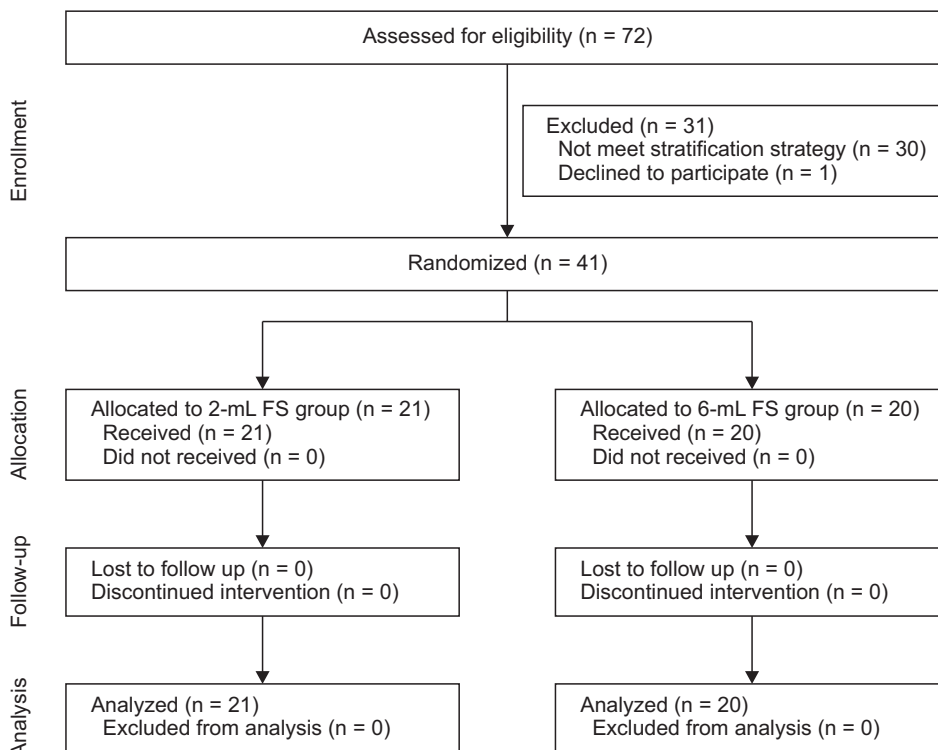 Assessed for eligibility (n = 72)
Enrollment
Excluded (n = 31)
Not meet stratification strategy (n = 30)
Declined to participate (n = 1)
Randomized (n = 41)
Allocation
Allocated to 2-mL FS group (n = 21)
Received (n = 21)
Did not received (n = 0)
Allocated to 6-mL FS group (n = 20)
Received (n = 20)
Did not received (n = 0)
Follow-up
Lost to follow up (n = 0)
Discontinued intervention (n = 0)
Lost to follow up (n = 0)
Discontinued intervention (n = 0)
Analysis
Analyzed (n = 21)
Excluded from analysis (n = 0)
Analyzed (n = 20)
Excluded from analysis (n = 0)